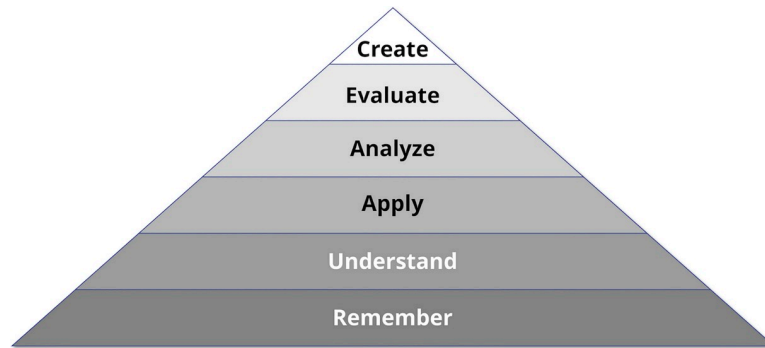 Create
Evaluate
Analyze
Apply
Understand
Remember